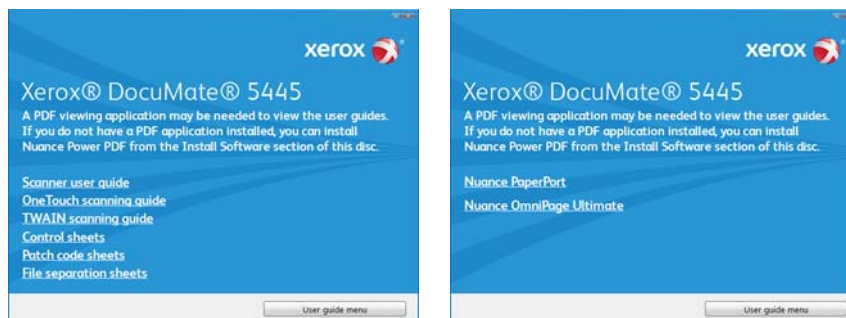 xerox
Xerox® DocuMate® 5445
A PDF viewing application may be needed to view the user guides.
If you do not have a PDF application installed, you can install
Nuance Power PDF from the Install Software section of this disc.
Scanner user guide
OneTouch scanning guide
TWAIN scanning guide
Control sheets
Patch code sheets
File separation sheets
User guide menu
xerox
Xerox® DocuMate® 5445
A PDF viewing application may be needed to view the user guides.
If you do not have a PDF application installed, you can install
Nuance Power PDF from the Install Software section of this disc.
Nuance PaperPort
Nuance OmniPage Ultimate
User guide menu